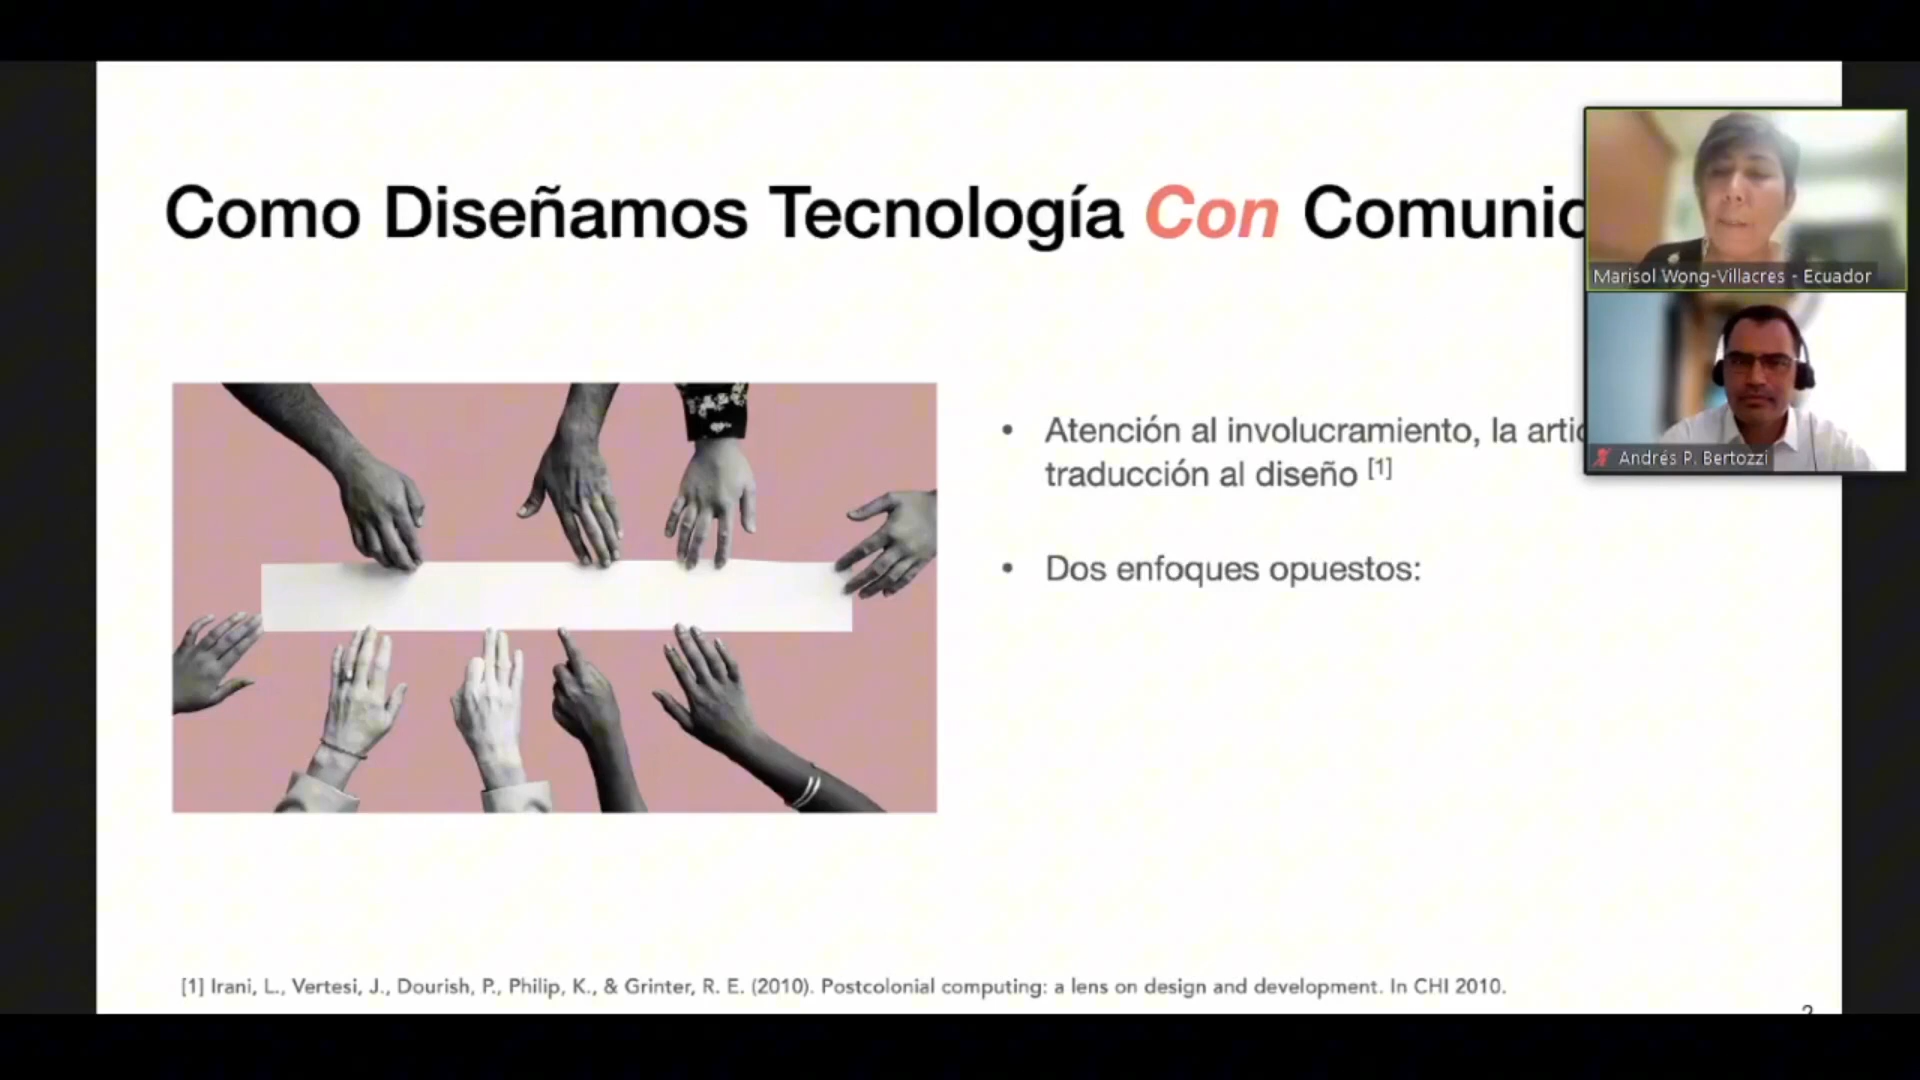 Como Diseñamos Tecnología Con
Marisol Wong-Villacres - Ecuador
Andrés P. Bertozzi
• Atención al involucramiento, la
traducción al diseño [1]
• Dos enfoques opuestos:
[1] Irani, L., Vertesi, J., Dourish, P., Philip, K., & Grinter, R. E. (2010). Postcolonial computing: a lens on design and development. In CHI 2010.